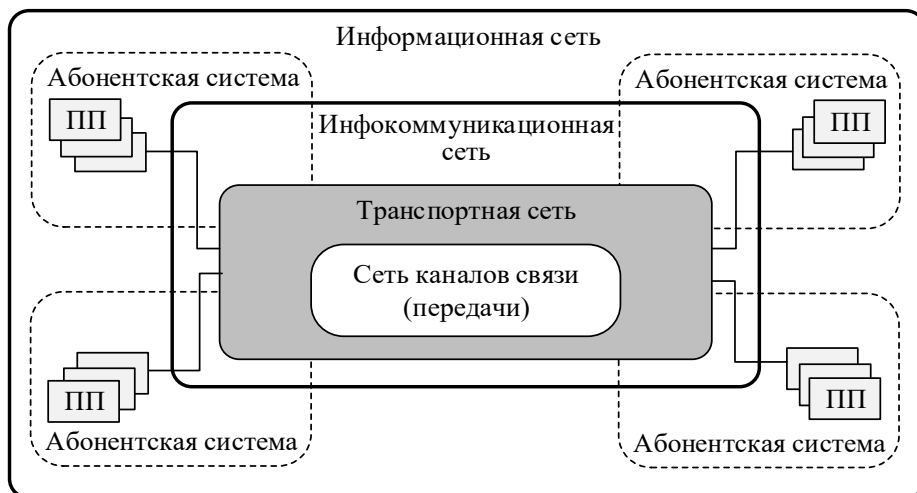 Информационная сеть
Абонентская система
Абонентская система
ПП
ПП
Инфокоммуникационная
сеть
Транспортная сеть
Сеть каналов связи
(передачи)
ПП
ПП
Абонентская система
Абонентская система